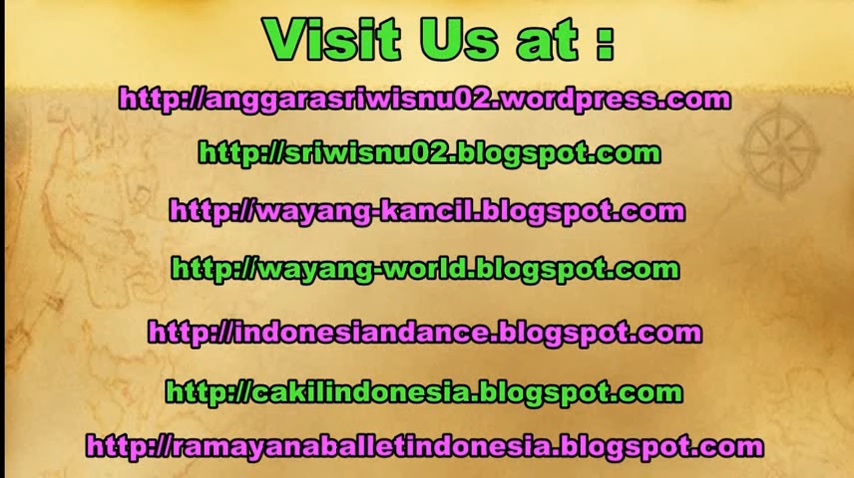 Visit Us at :
http://anggarasriwisnu02.wordpress.com
http://sriwisnu02.blogspot.com
http://wayang-kancil.blogspot.com
http://wayang-world.blogspot.com
http://indonesiandance.blogspot.com
http://cakilindonesia.blogspot.com
http://ramayanaballetindonesia.blogspot.com